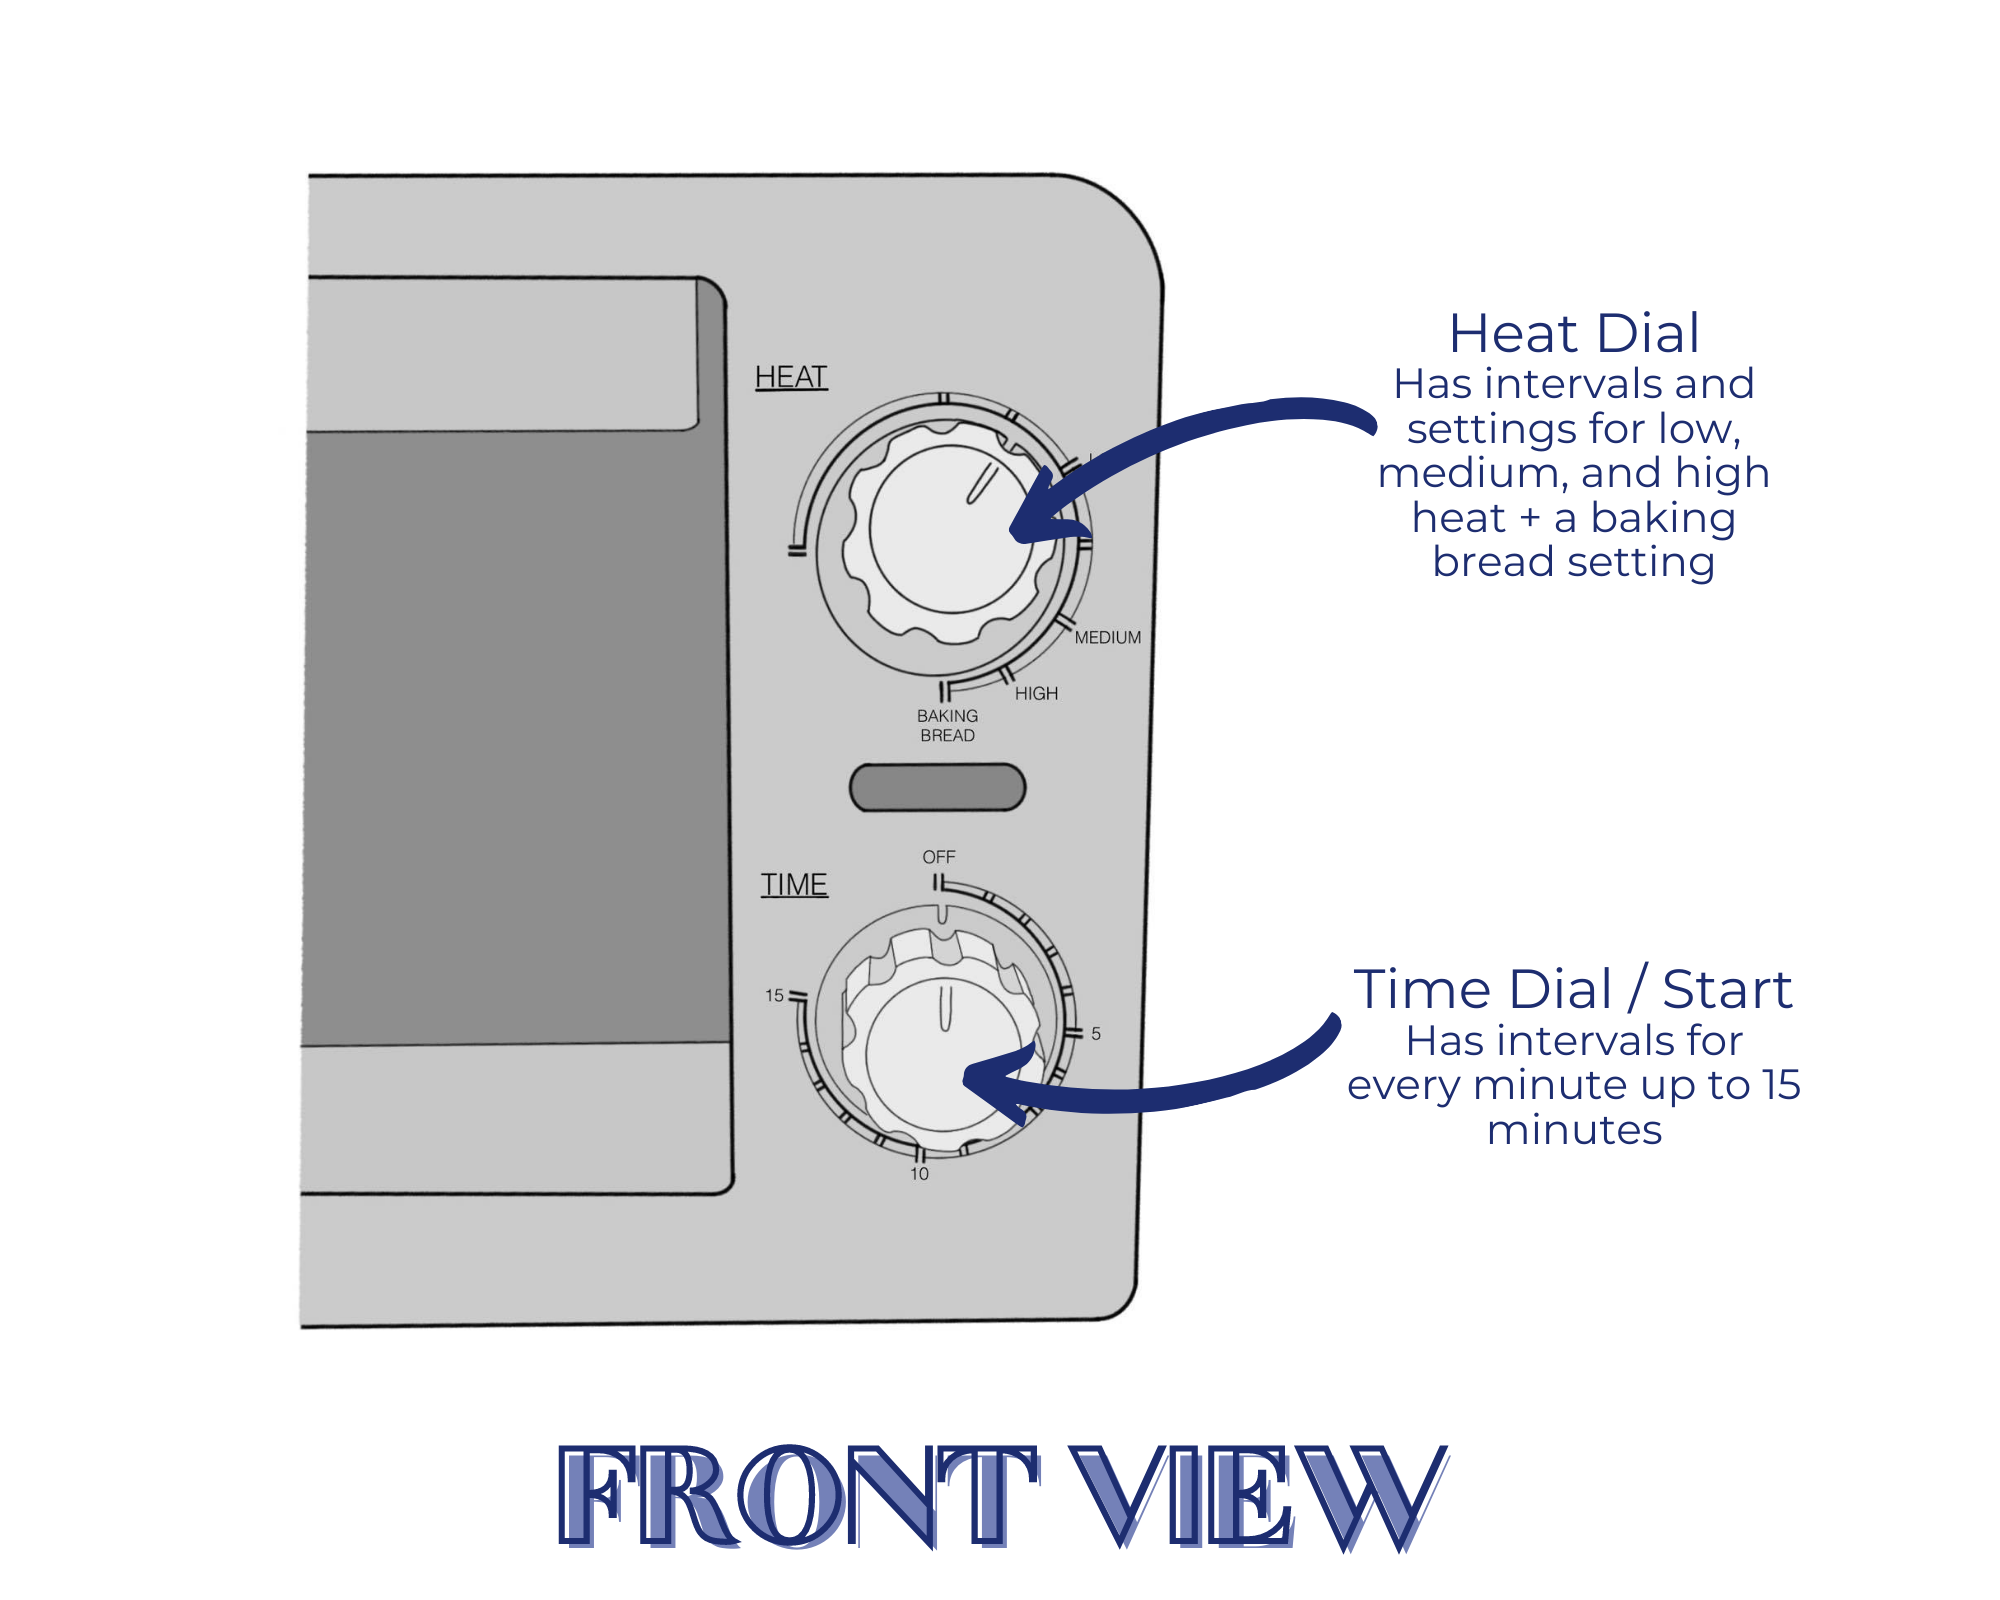 HEAT
Heat Dial
Has intervals and
settings for low,
medium, and high
heat + a baking
bread setting
MEDIUM
HIGH
BAKING
BREAD
OFF
TIME
15
5
10
Time Dial / Start
Has intervals for
every minute up to 15
minutes
FRONT VIEW